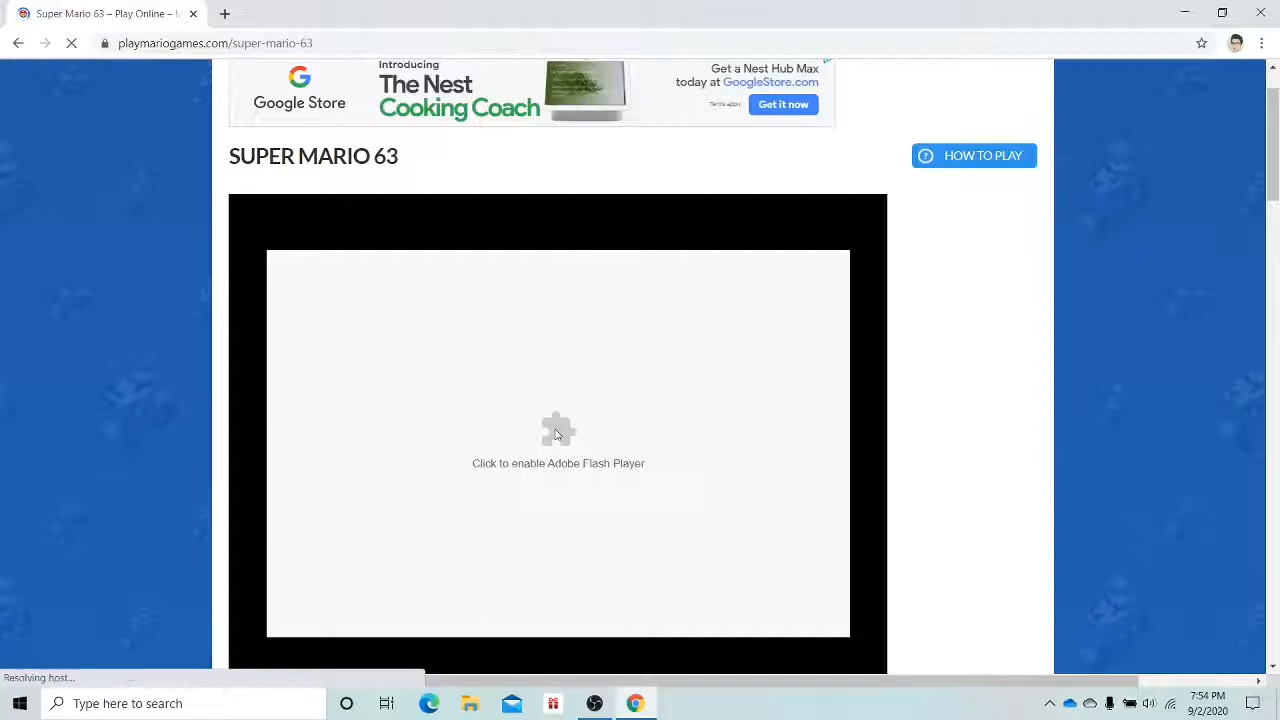 Super Mario 63 – Play Online – M
playmariogames.com/super-mario-63
Google Store
Introducing
The Nest
Cooking Coach
Get a Nest Hub Max
today at GoogleStore.com
Terms apply
Get it now
SUPER MARIO 63
? HOW TO PLAY
Click to enable Adobe Flash Player
Resolving host...
Type here to search
7:54 PM
9/2/2020